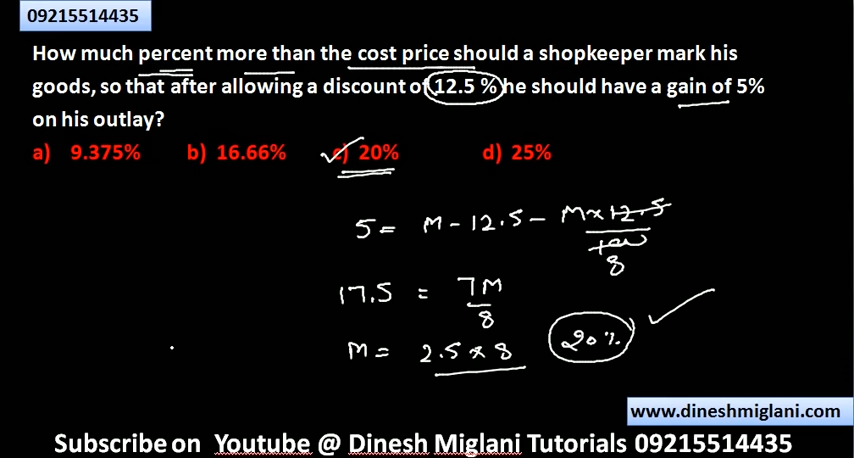 09215514435
How much percent more than the cost price should a shopkeeper mark his
goods, so that after allowing a discount of 12.5 % he should have a gain of 5%
on his outlay?
a) 9.375% b) 16.66% c) 20% d) 25%
5 = M - 12.5 - M x 12.5 / 100
8
17.5 = 7M / 8
M = 2.5 x 8 20%
www.dineshmiglani.com
Subscribe on Youtube @ Dinesh Miglani Tutorials 09215514435